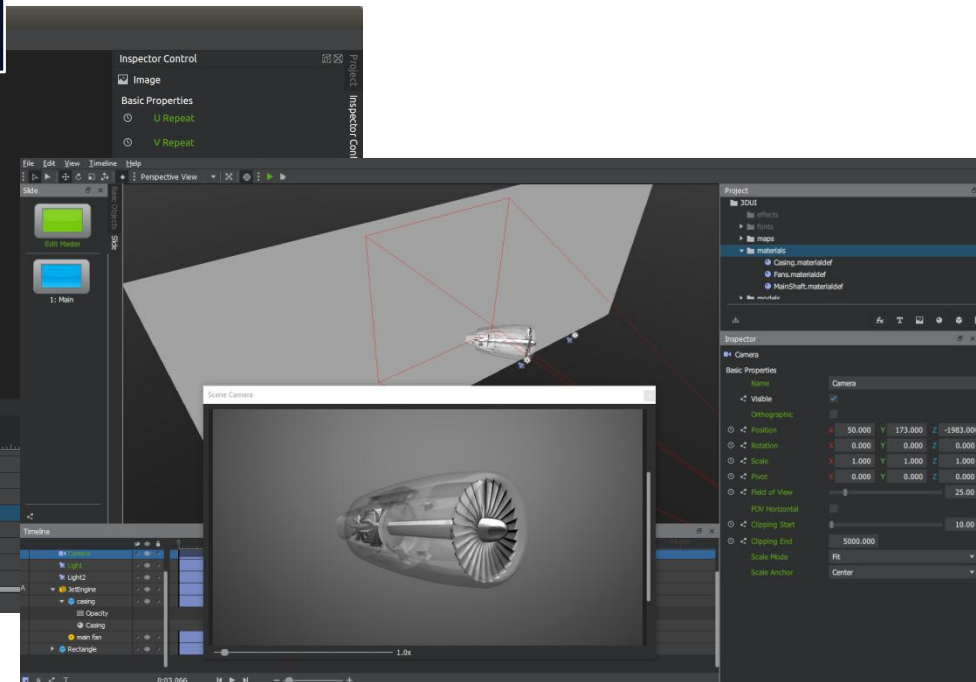 Inspector Control
Image
Basic Properties
U Repeat
V Repeat
Project
Inspector Cont
File Edit View Timeline Help
Perspective View
Slide
Edit Master
1: Main
Basic Objects
Slide
Project
3DUI
effects
fonts
maps
materials
Casing.materialdef
Fans.materialdef
MainShaft.materialdef
models
Inspector
Camera
Basic Properties
Name Camera
Visible
Orthographic
Position X 50.000 Y 173.000 Z -1983.000
Rotation X 0.000 Y 0.000 Z 0.000
Scale X 1.000 Y 1.000 Z 1.000
Pivot X 0.000 Y 0.000 Z 0.000
Field of View 25.00
FOV Horizontal
Clipping Start 10.00
Clipping End 5000.000
Scale Mode Fit
Scale Anchor Center
Scene Camera
1.0x
Timeline
0
Camera
Light
Light2
JetEngine
casing
Opacity
Casing
main fan
Rectangle
0:03.066